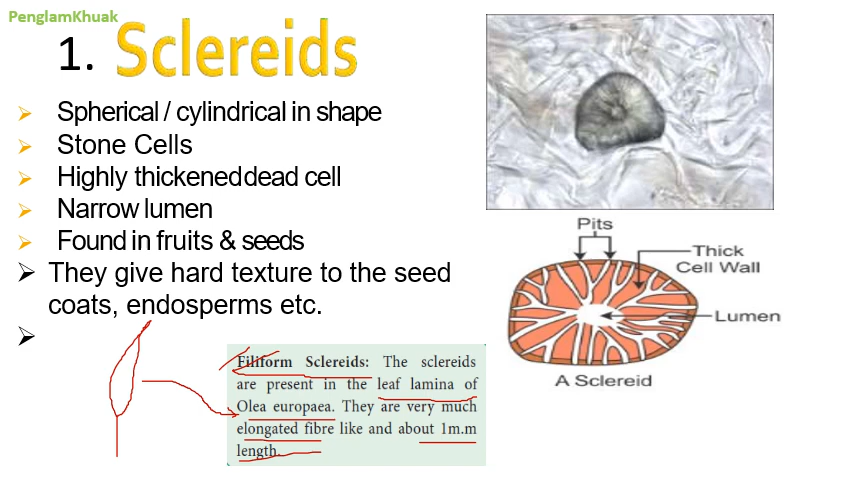 PenglamKhuak
1. Sclereids
Spherical / cylindrical in shape
Stone Cells
Highly thickened dead cell
Narrow lumen
Found in fruits & seeds
They give hard texture to the seed
coats, endosperms etc.
Filiform Sclereids: The sclereids
are present in the leaf lamina of
Olea europaea. They are very much
elongated fibre like and about 1m.m
length.
Pits
Thick
Cell Wall
Lumen
A Sclereid